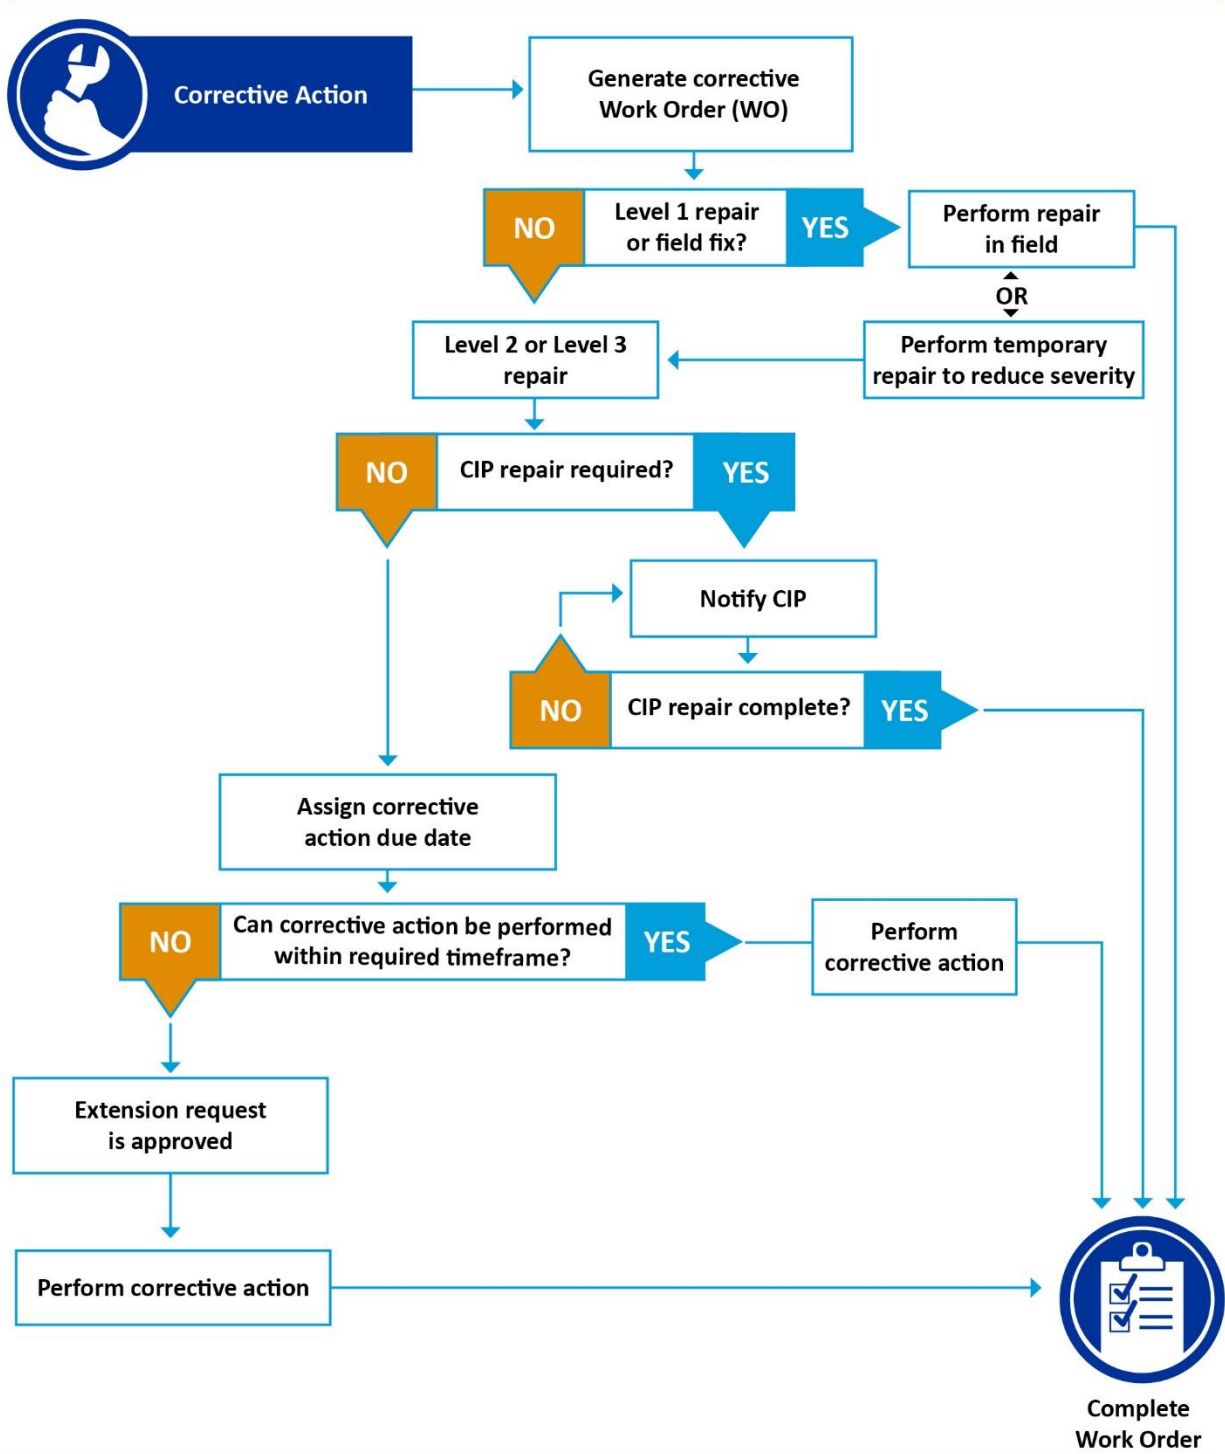 Corrective Action
Generate corrective
Work Order (WO)
NO
Level 1 repair
or field fix?
YES
Perform repair
in field
OR
Level 2 or Level 3
repair
Perform temporary
repair to reduce severity
NO
CIP repair required?
YES
Notify CIP
NO
CIP repair complete?
YES
Assign corrective
action due date
NO
Can corrective action be performed
within required timeframe?
YES
Perform
corrective action
Extension request
is approved
Perform corrective action
Complete
Work Order